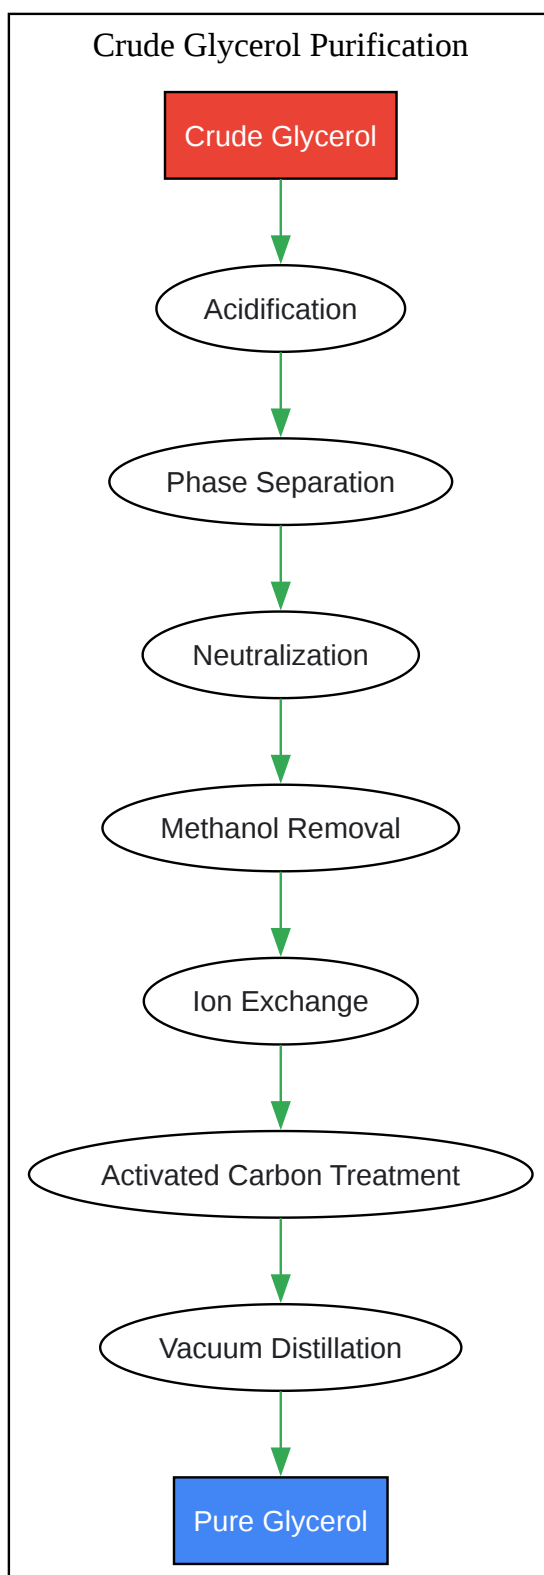 Crude Glycerol Purification
Crude Glycerol
Acidification
Phase Separation
Neutralization
Methanol Removal
Ion Exchange
Activated Carbon Treatment
Vacuum Distillation
Pure Glycerol